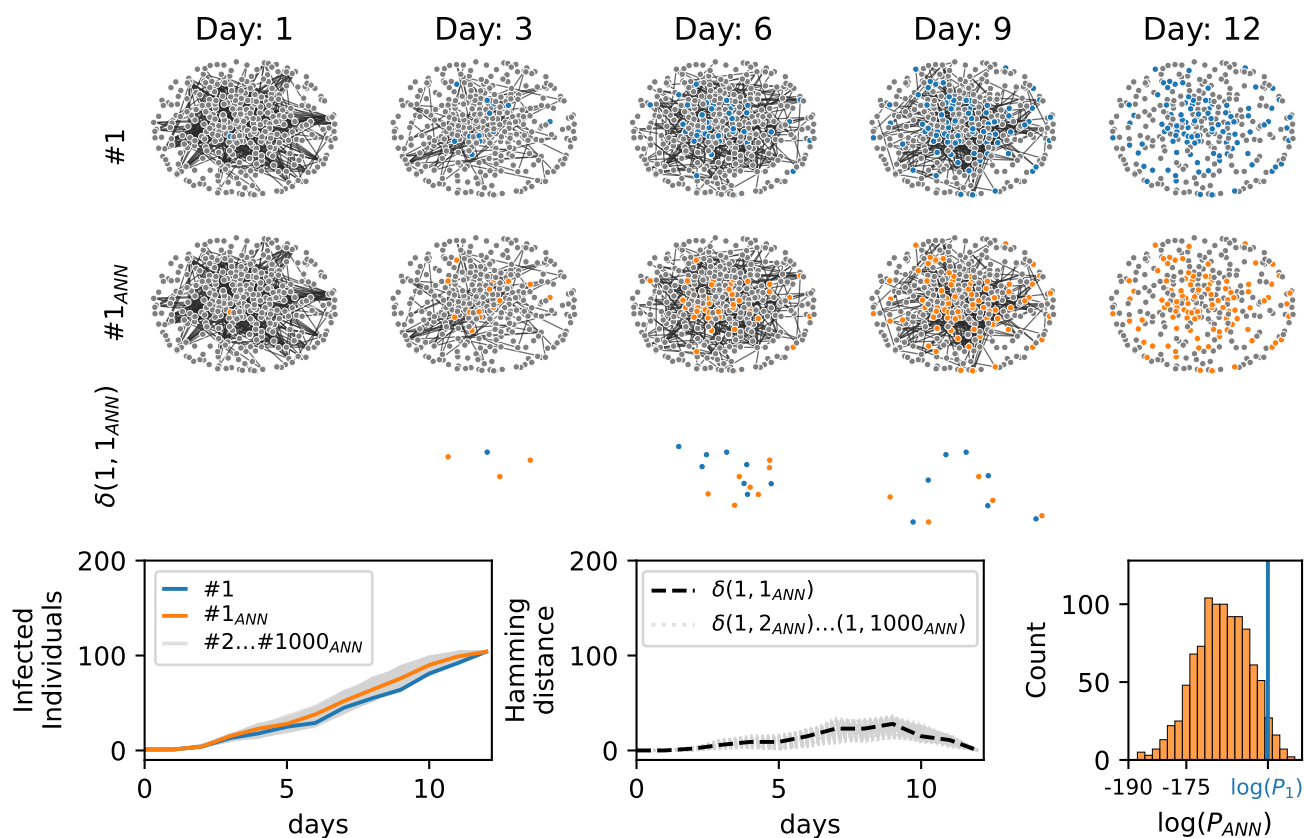 Day: 1 Day: 3 Day: 6 Day: 9 Day: 12
#1
#1ANN
δ(1, 1ANN)
Infected
Individuals
200
100
0
0 5 10
days
#1
#1ANN
#2...#1000ANN
Hamming
distance
200
100
0
0 5 10
days
δ(1, 1ANN)
δ(1, 2ANN)...(1, 1000ANN)
Count
100
50
0
-190 -175 log(P1)
log(PANN)